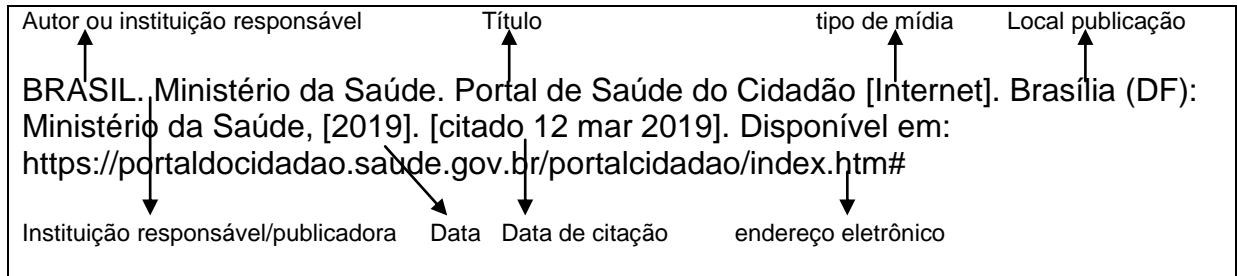 Autor ou instituição responsável Título tipo de mídia Local publicação
BRASIL. Ministério da Saúde. Portal de Saúde do Cidadão [Internet]. Brasília (DF):
Ministério da Saúde, [2019]. [citado 12 mar 2019]. Disponível em:
https://portaldocidadao.saude.gov.br/portalcidadao/index.htm#
Instituição responsável/publicadora Data Data de citação endereço eletrônico